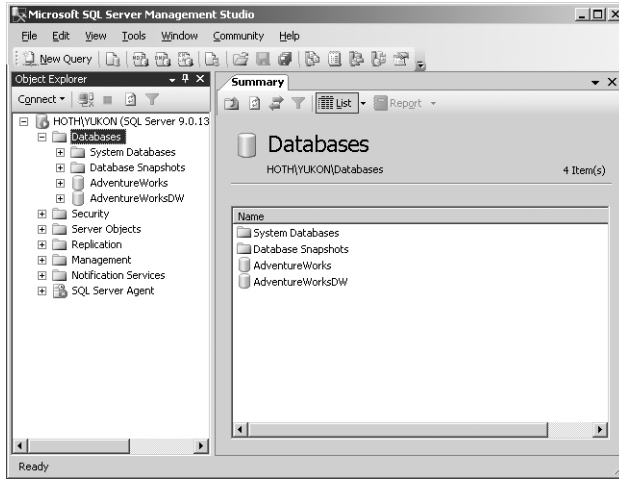 Microsoft SQL Server Management Studio
File Edit View Tools Window Community Help
New Query
Object Explorer
Connect
HOTH\YUKON (SQL Server 9.0.13
Databases
System Databases
Database Snapshots
AdventureWorks
AdventureWorksDW
Security
Server Objects
Replication
Management
Notification Services
SQL Server Agent
Summary
List Report
Databases
HOTH\YUKON\Databases 4 Item(s)
Name
System Databases
Database Snapshots
AdventureWorks
AdventureWorksDW
Ready